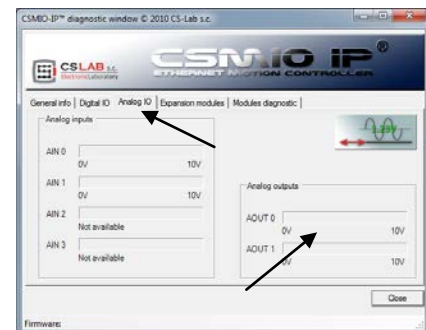 CSMIO-IP™ diagnostic window © 2010 CS-Lab s.c.
CSLAB s.c.
ElectronicLaboratory
CSMIO IP®
ETHERNET MOTION CONTROLLER
General info | Digital IO | Analog IO | Expansion modules | Modules diagnostic
Analog inputs
AIN 0
0V 10V
AIN 1
0V 10V
AIN 2
Not available
AIN 3
Not available
Analog outputs
AOUT 0
0V 10V
AOUT 1
0V 10V
Close
Firmware: